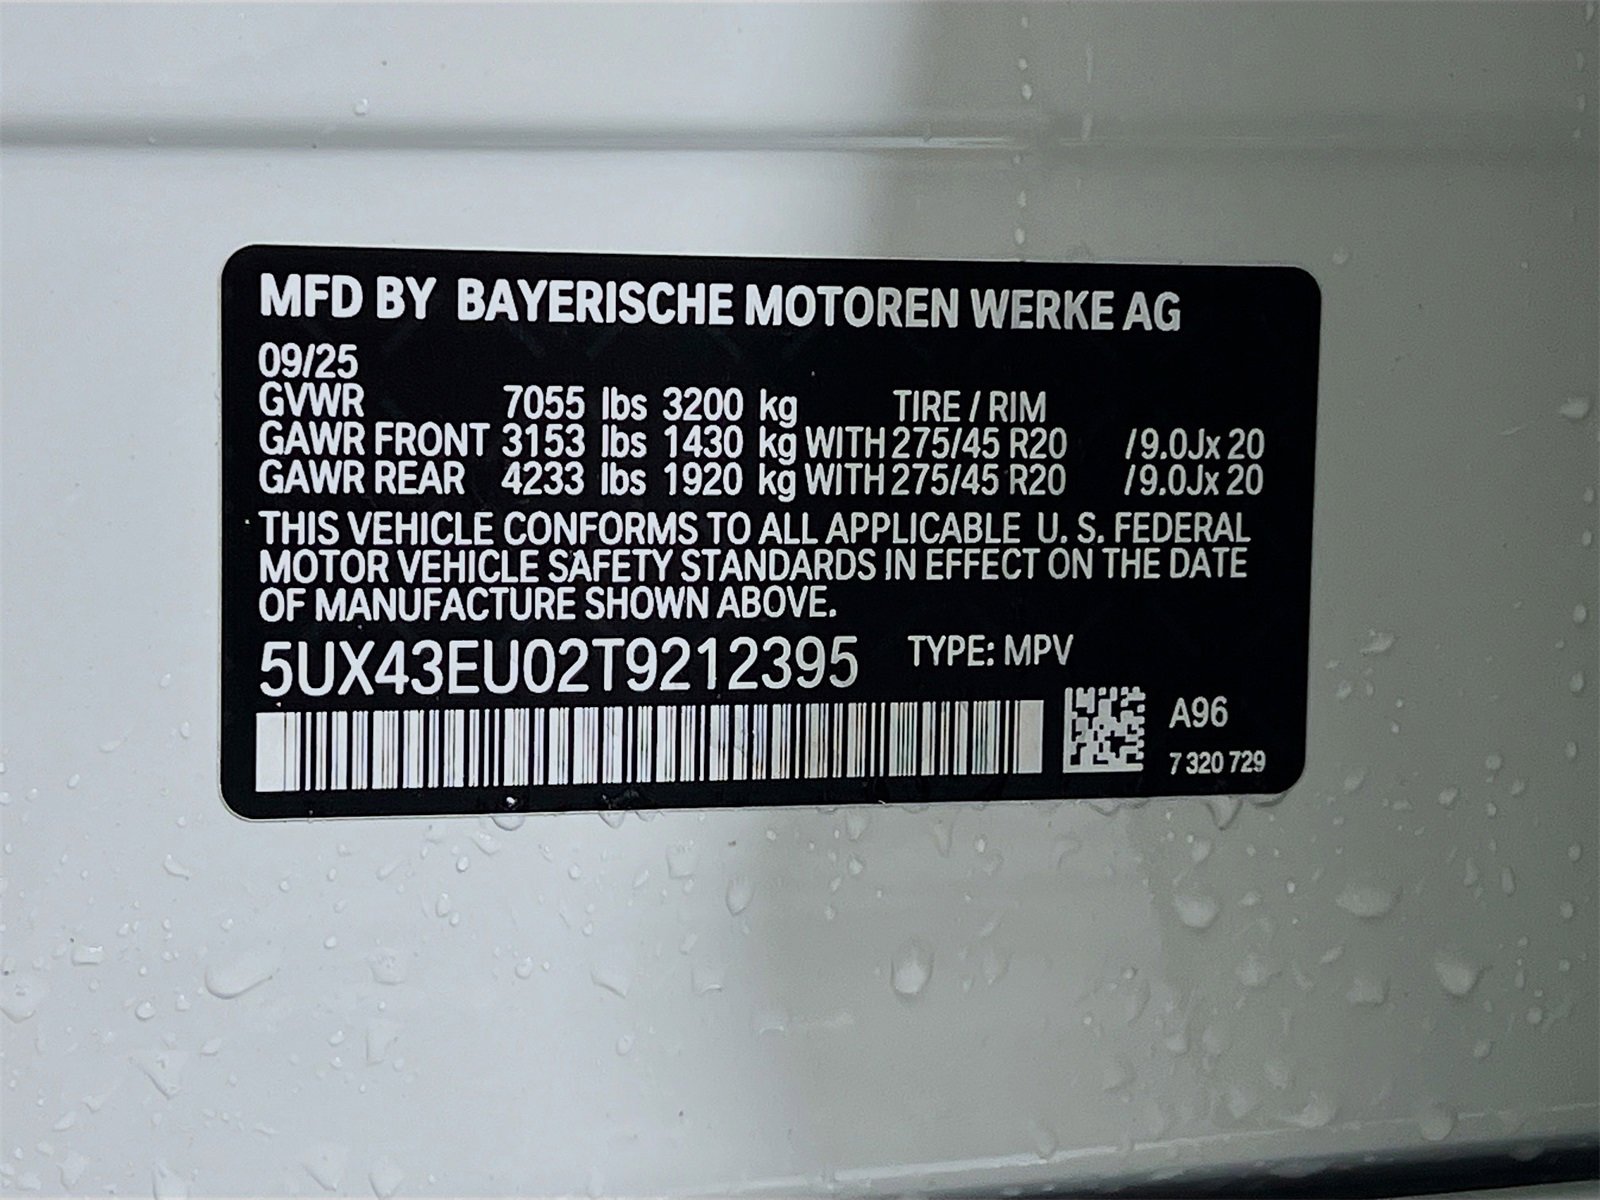 MFD BY BAYERISCHE MOTOREN WERKE AG
09/25
GVWR 7055 lbs 3200 kg TIRE / RIM
GAWR FRONT 3153 lbs 1430 kg WITH 275/45 R20 /9.0Jx 20
GAWR REAR 4233 lbs 1920 kg WITH 275/45 R20 /9.0Jx 20
THIS VEHICLE CONFORMS TO ALL APPLICABLE U. S. FEDERAL
MOTOR VEHICLE SAFETY STANDARDS IN EFFECT ON THE DATE
OF MANUFACTURE SHOWN ABOVE.
5UX43EU02T9212395 TYPE: MPV
A96
7 320 729